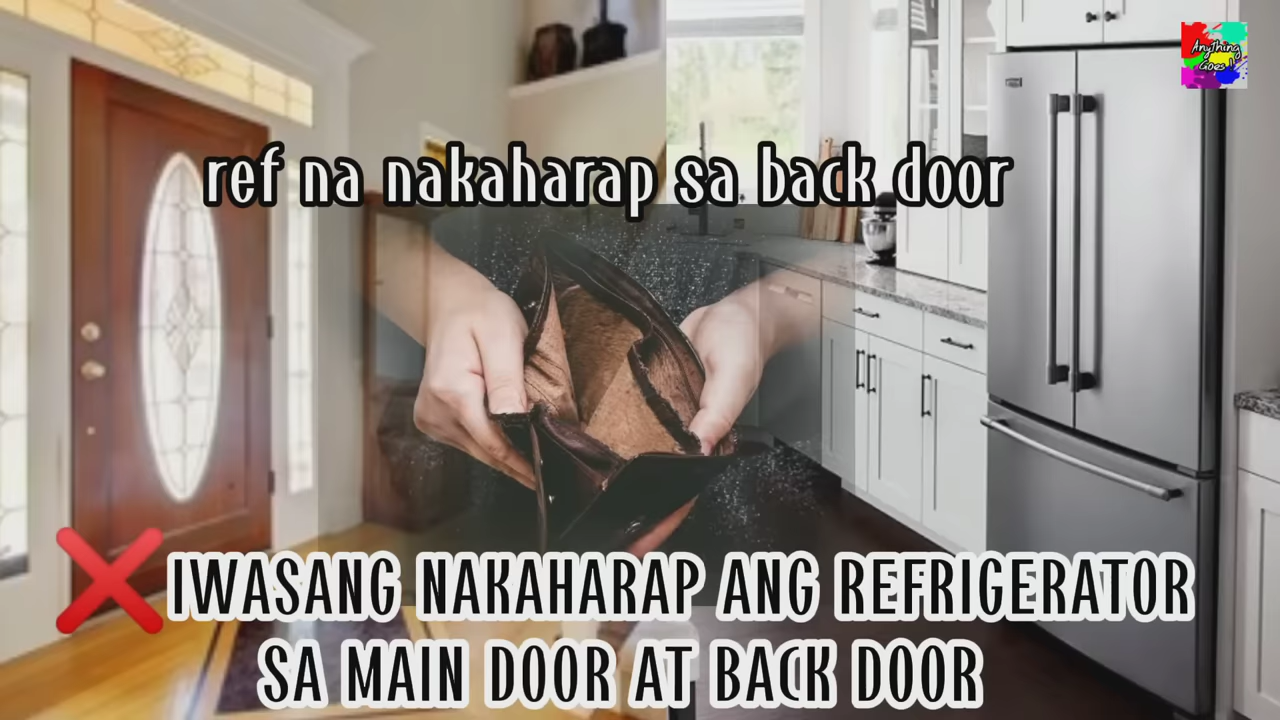 Anything
Goes!
ref na nakaharap sa back door
❌IWASANG NAKAHARAP ANG REFRIGERATOR
SA MAIN DOOR AT BACK DOOR